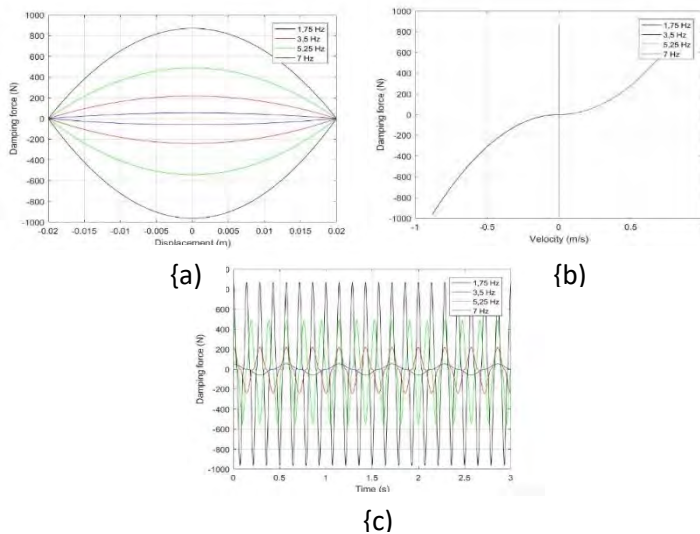 1000
800
600
400
200
0
-200
-400
-600
-800
1000
-0.02 -0.015 -0.01 -0.005 0 0.005 0.01 0.015 0.02
Displacement (m)
Damping force (N)
1,75 Hz
3,5 Hz
5,25 Hz
7 Hz
{a)
1000
800
600
400
200
0
-200
-400
-600
-800
1000
-1 -0.5 0 0.5
Velocity (m/s)
Damping force (N)
1,75 Hz
3,5 Hz
5,25 Hz
7 Hz
{b)
0
800
600
400
200
0
-200
-400
-600
-800
-1000
0 0.5 1 1.5 2 2.5 3
Time (s)
Damping force (N)
1,75 Hz
3,5 Hz
5,25 Hz
7 Hz
{c)